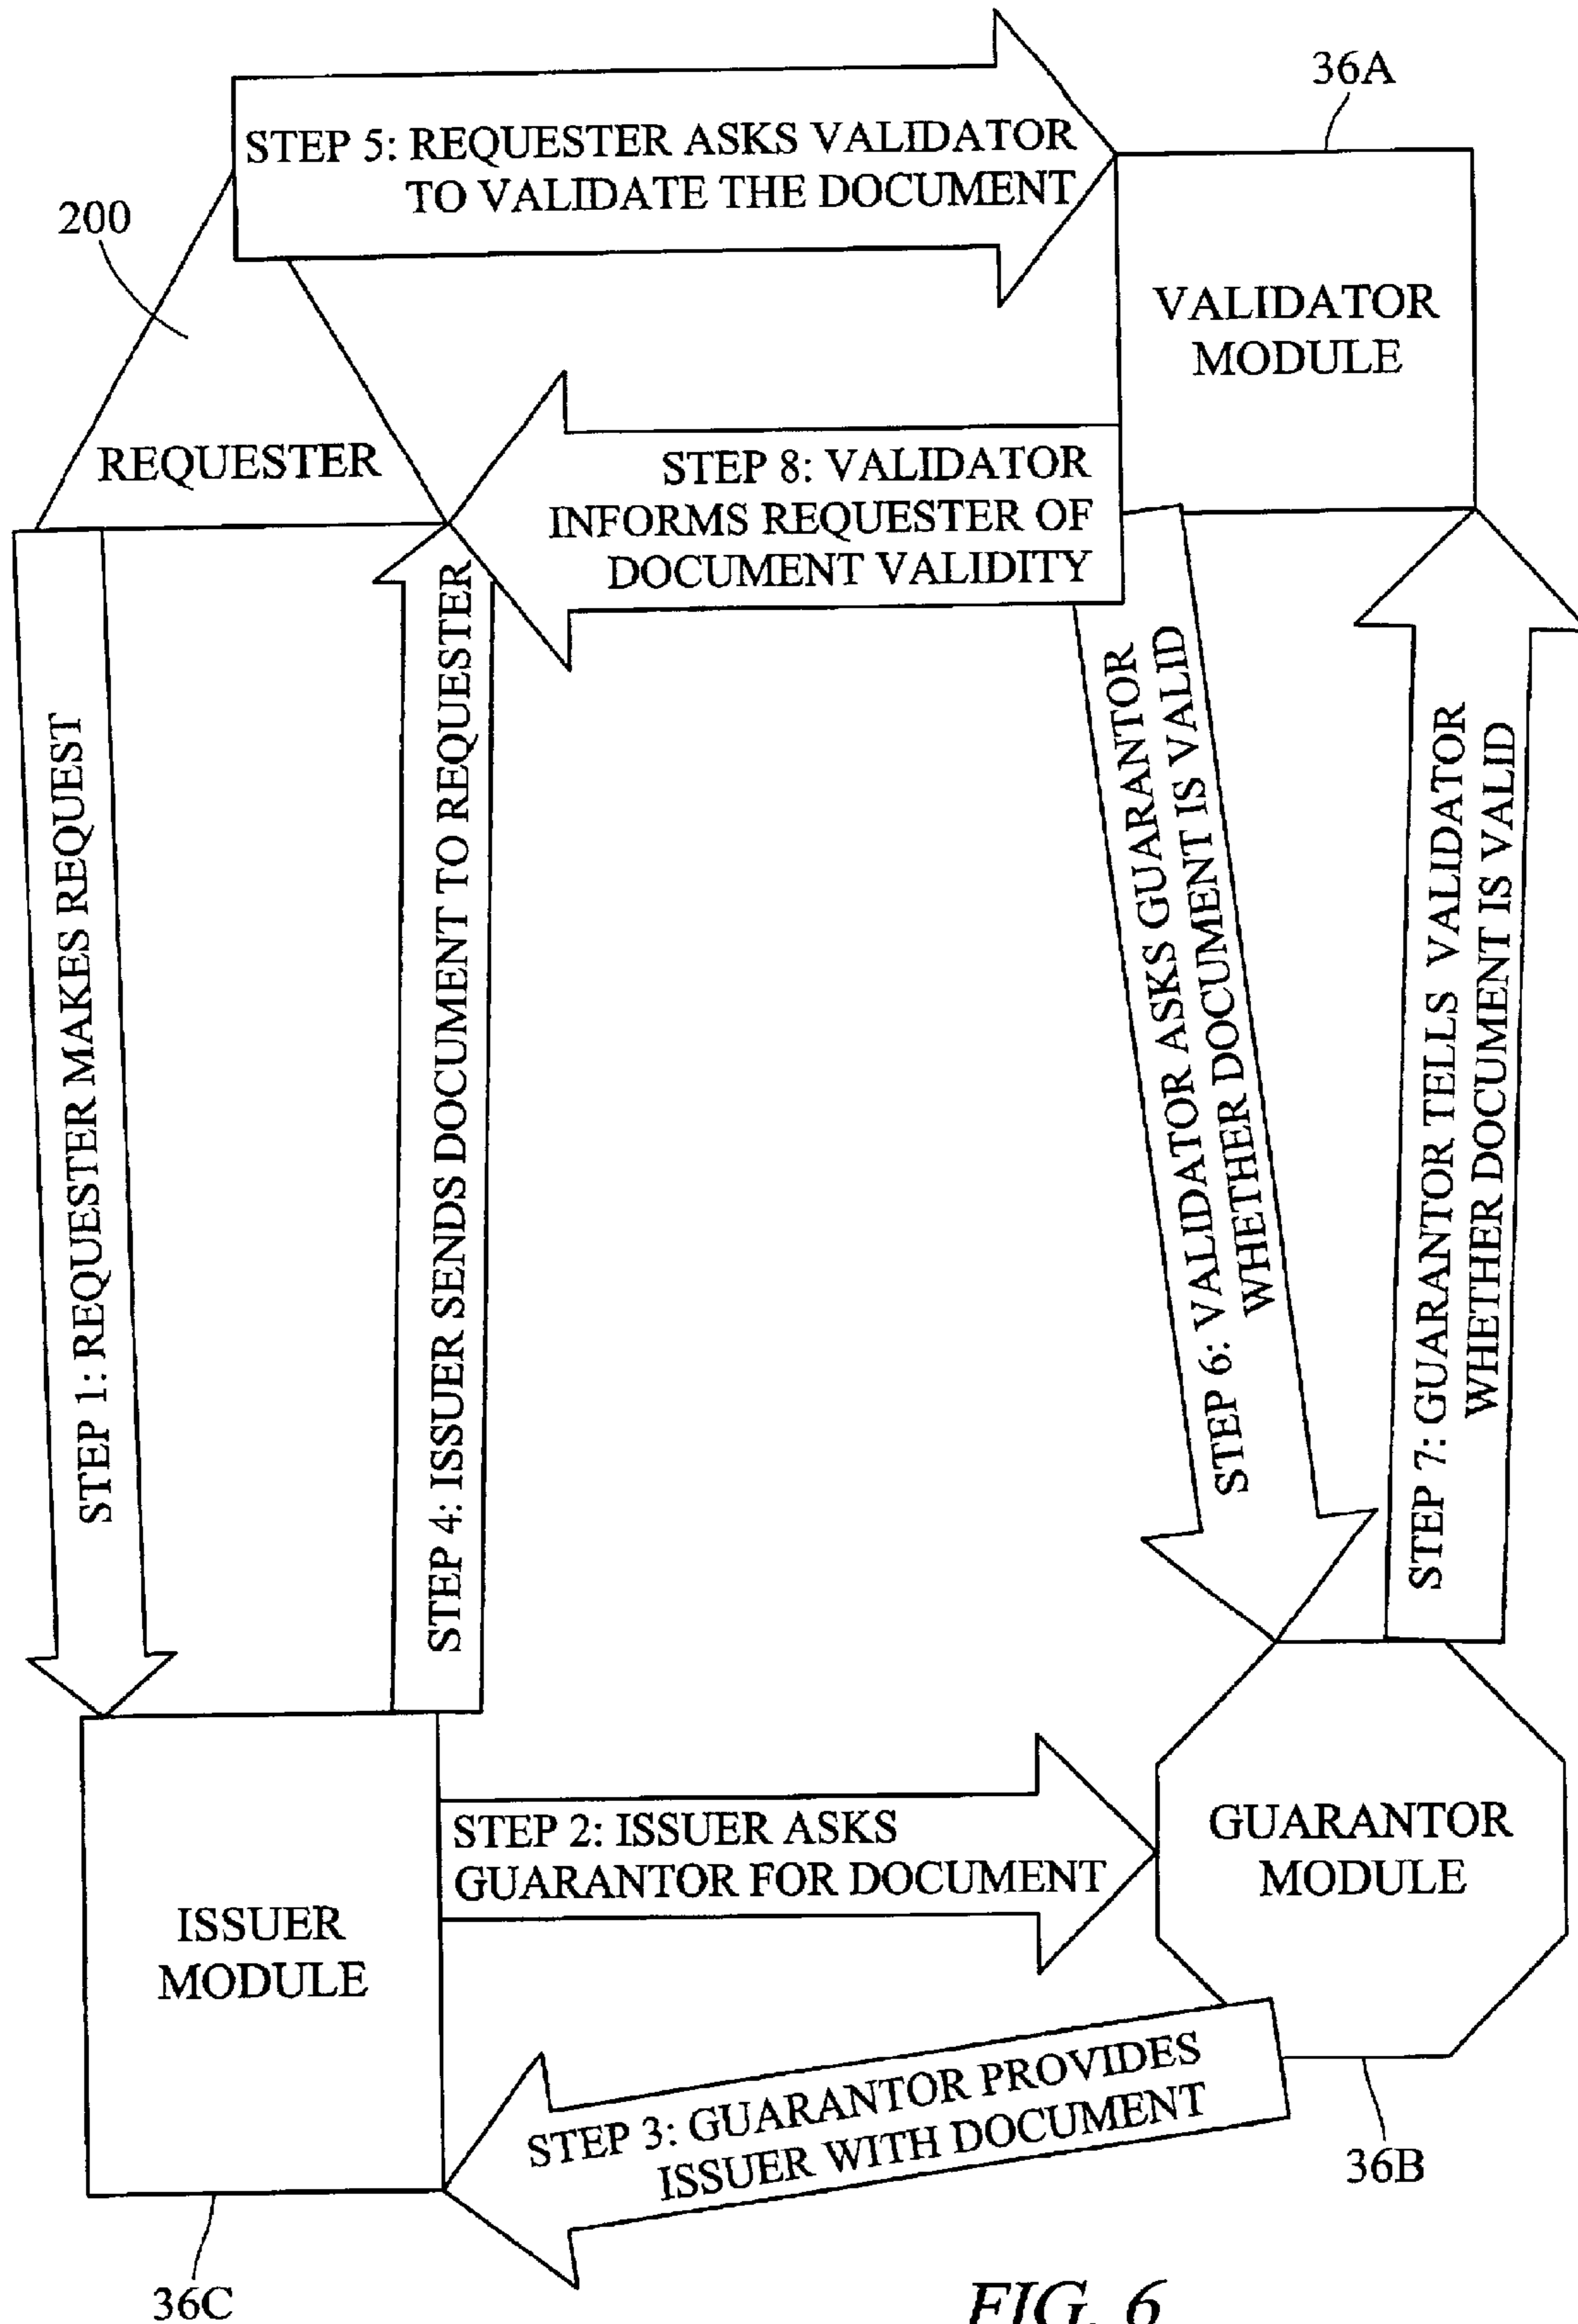 36A
STEP 5: REQUESTER ASKS VALIDATOR
TO VALIDATE THE DOCUMENT
200
VALIDATOR
MODULE
REQUESTER
STEP 8: VALIDATOR
INFORMS REQUESTER OF
DOCUMENT VALIDITY
STEP 1: REQUESTER MAKES REQUEST
STEP 4: ISSUER SENDS DOCUMENT TO REQUESTER
STEP 6: VALIDATOR ASKS GUARANTOR
WHETHER DOCUMENT IS VALID
STEP 7: GUARANTOR TELLS VALIDATOR
WHETHER DOCUMENT IS VALID
STEP 2: ISSUER ASKS
GUARANTOR FOR DOCUMENT
GUARANTOR
MODULE
ISSUER
MODULE
STEP 3: GUARANTOR PROVIDES
ISSUER WITH DOCUMENT
36B
36C
FIG. 6